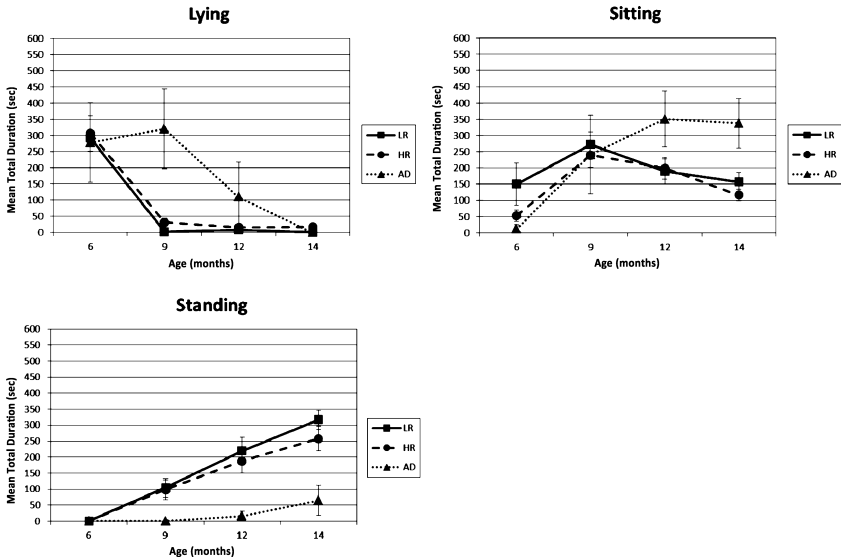 Lying
Mean Total Duration (sec)
600
550
500
450
400
350
300
250
200
150
100
50
0
6 9 12 14
Age (months)
LR
HR
AD
Sitting
Mean Total Duration (sec)
600
550
500
450
400
350
300
250
200
150
100
50
0
6 9 12 14
Age (months)
LR
HR
AD
Standing
Mean Total Duration (sec)
600
550
500
450
400
350
300
250
200
150
100
50
0
6 9 12 14
Age (months)
LR
HR
AD